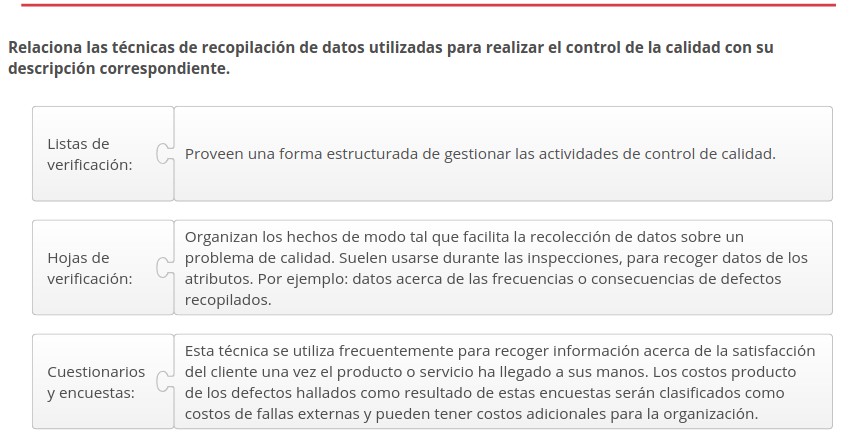 Relaciona las técnicas de recopilación de datos utilizadas para realizar el control de la calidad con su
descripción correspondiente.
Listas de
verificación:
Proveen una forma estructurada de gestionar las actividades de control de calidad.
Hojas de
verificación:
Organizan los hechos de modo tal que facilita la recolección de datos sobre un
problema de calidad. Suelen usarse durante las inspecciones, para recoger datos de los
atributos. Por ejemplo: datos acerca de las frecuencias o consecuencias de defectos
recopilados.
Cuestionarios
y encuestas:
Esta técnica se utiliza frecuentemente para recoger información acerca de la satisfacción
del cliente una vez el producto o servicio ha llegado a sus manos. Los costos producto
de los defectos hallados como resultado de estas encuestas serán clasificados como
costos de fallas externas y pueden tener costos adicionales para la organización.